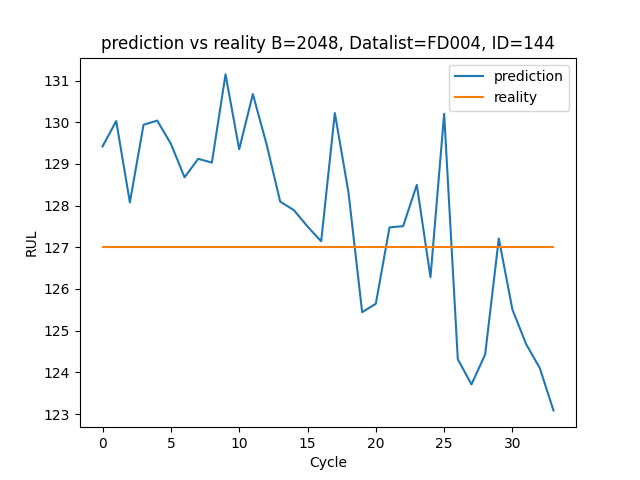 prediction vs reality B=2048, Datalist=FD004, ID=144
prediction
reality
131
130
129
128
127
126
125
124
123
RUL
0 5 10 15 20 25 30
Cycle